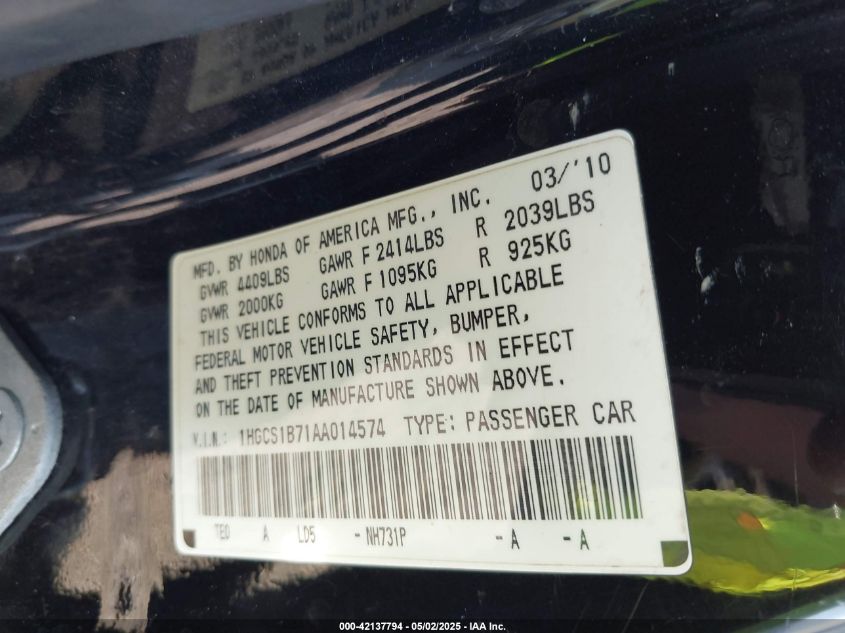 MFD. BY HONDA OF AMERICA MFG., INC. 03/'10
GVWR 4409LBS GAWR F 2414LBS R 2039LBS
GVWR 2000KG GAWR F 1095KG R 925KG
THIS VEHICLE CONFORMS TO ALL APPLICABLE
FEDERAL MOTOR VEHICLE SAFETY, BUMPER,
AND THEFT PREVENTION STANDARDS IN EFFECT
ON THE DATE OF MANUFACTURE SHOWN ABOVE.
V.I.N.: 1HGCS1B71AA014574 TYPE: PASSENGER CAR
TE0 A LD5 -NH731P -A -A
000-42137794 - 05/02/2025 - IAA Inc.